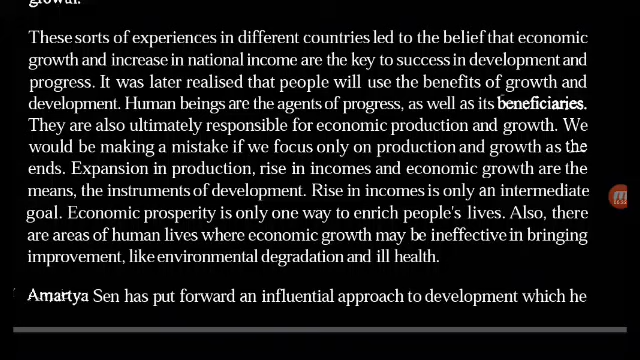 growth.
These sorts of experiences in different countries led to the belief that economic
growth and increase in national income are the key to success in development and
progress. It was later realised that people will use the benefits of growth and
development. Human beings are the agents of progress, as well as its beneficiaries.
They are also ultimately responsible for economic production and growth. We
would be making a mistake if we focus only on production and growth as the
ends. Expansion in production, rise in incomes and economic growth are the
means, the instruments of development. Rise in incomes is only an intermediate
goal. Economic prosperity is only one way to enrich people's lives. Also, there
are areas of human lives where economic growth may be ineffective in bringing
improvement, like environmental degradation and ill health.
Amartya Sen has put forward an influential approach to development which he